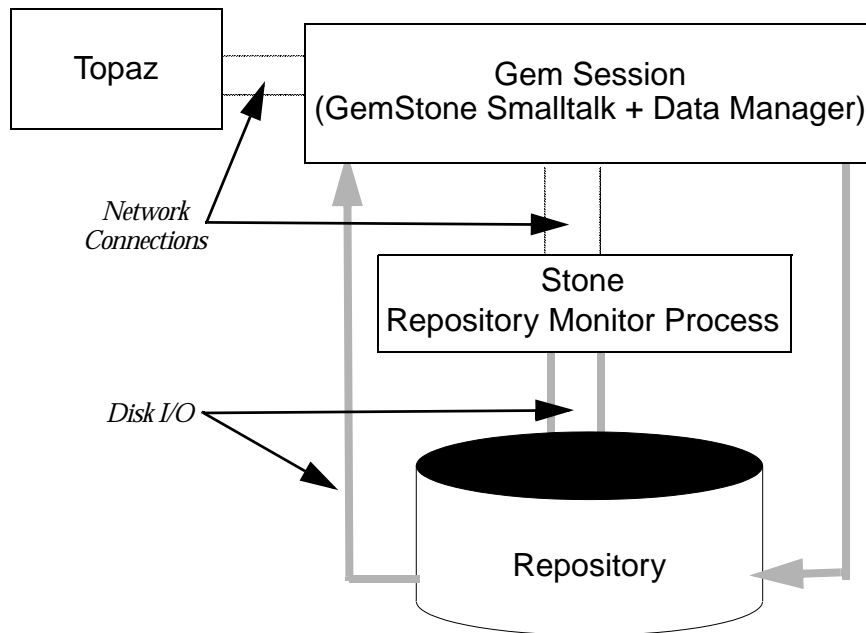 Topaz
Gem Session
(GemStone Smalltalk + Data Manager)
Network
Connections
Stone
Repository Monitor Process
Disk I/O
Repository